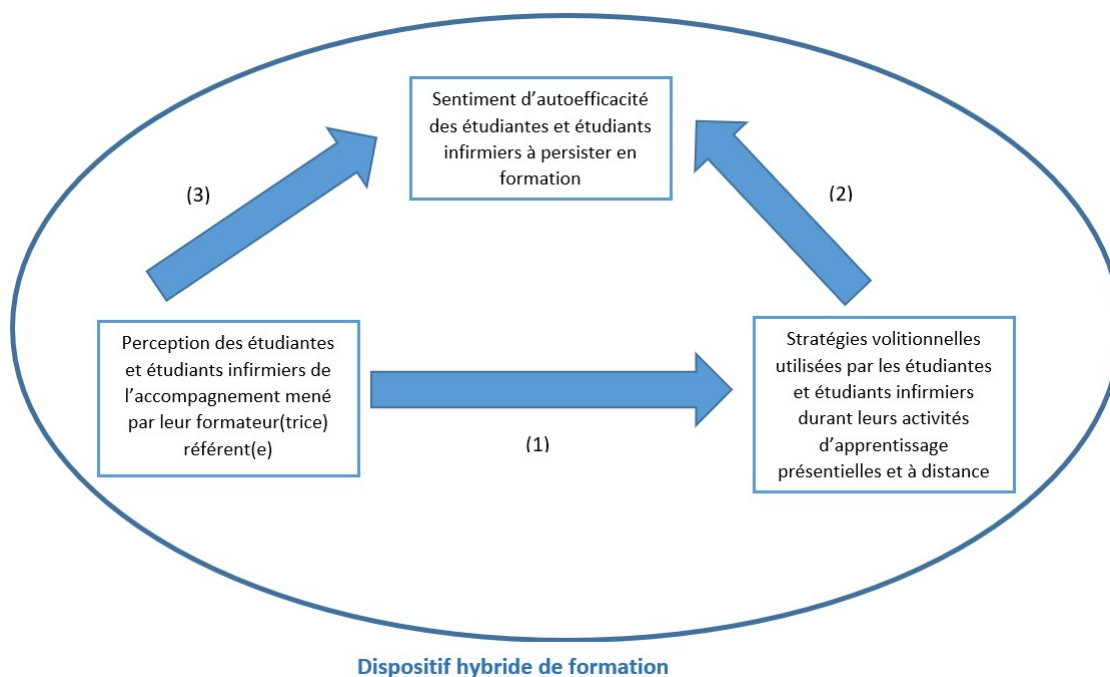 Sentiment d’autoefficacité
des étudiantes et étudiants
infirmiers à persister en
formation
(3)
(2)
Perception des étudiantes
et étudiants infirmiers de
l’accompagnement mené
par leur formateur(trice)
référent(e)
(1)
Stratégies volitionnelles
utilisées par les étudiantes
et étudiants infirmiers
durant leurs activités
d’apprentissage
présentielles et à distance
Dispositif hybride de formation